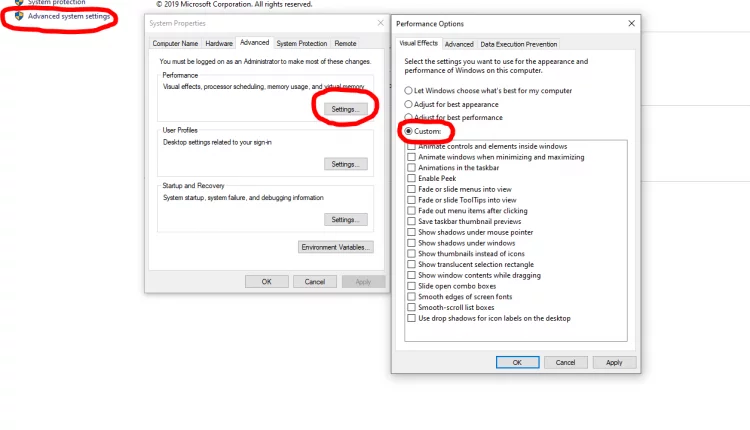 System protection
Advanced system settings
© 2019 Microsoft Corporation. All rights reserved.
System Properties
Computer Name Hardware Advanced System Protection Remote
You must be logged on as an Administrator to make most of these changes.
Performance
Visual effects, processor scheduling, memory usage, and virtual memory
Settings...
User Profiles
Desktop settings related to your sign-in
Settings...
Startup and Recovery
System startup, system failure, and debugging information
Settings...
Environment Variables...
OK Cancel Apply
Performance Options
Visual Effects Advanced Data Execution Prevention
Select the settings you want to use for the appearance and
performance of Windows on this computer.
Let Windows choose what's best for my computer
Adjust for best appearance
Adjust for best performance
Custom:
Animate controls and elements inside windows
Animate windows when minimizing and maximizing
Animations in the taskbar
Enable Peek
Fade or slide menus into view
Fade or slide ToolTips into view
Fade out menu items after clicking
Save taskbar thumbnail previews
Show shadows under mouse pointer
Show shadows under windows
Show thumbnails instead of icons
Show translucent selection rectangle
Show window contents while dragging
Slide open combo boxes
Smooth edges of screen fonts
Smooth-scroll list boxes
Use drop shadows for icon labels on the desktop
OK Cancel Apply